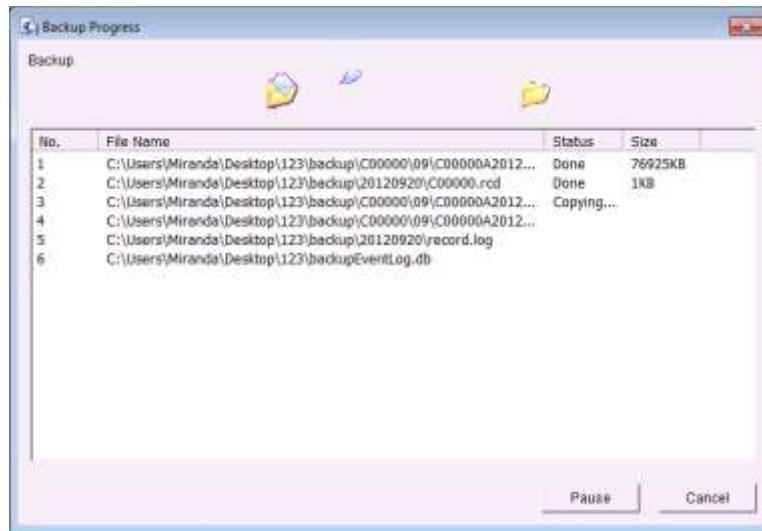 Backup Progress
Backup
No. File Name Status Size
1 C:\Users\Miranda\Desktop\123\backup\C00000\09\C00000A2012... Done 76925KB
2 C:\Users\Miranda\Desktop\123\backup\20120920\C00000.rcd Done 1KB
3 C:\Users\Miranda\Desktop\123\backup\C00000\09\C00000A2012... Copying...
4 C:\Users\Miranda\Desktop\123\backup\C00000\09\C00000A2012...
5 C:\Users\Miranda\Desktop\123\backup\20120920\record.log
6 C:\Users\Miranda\Desktop\123\backupEventLog.db
Pause Cancel